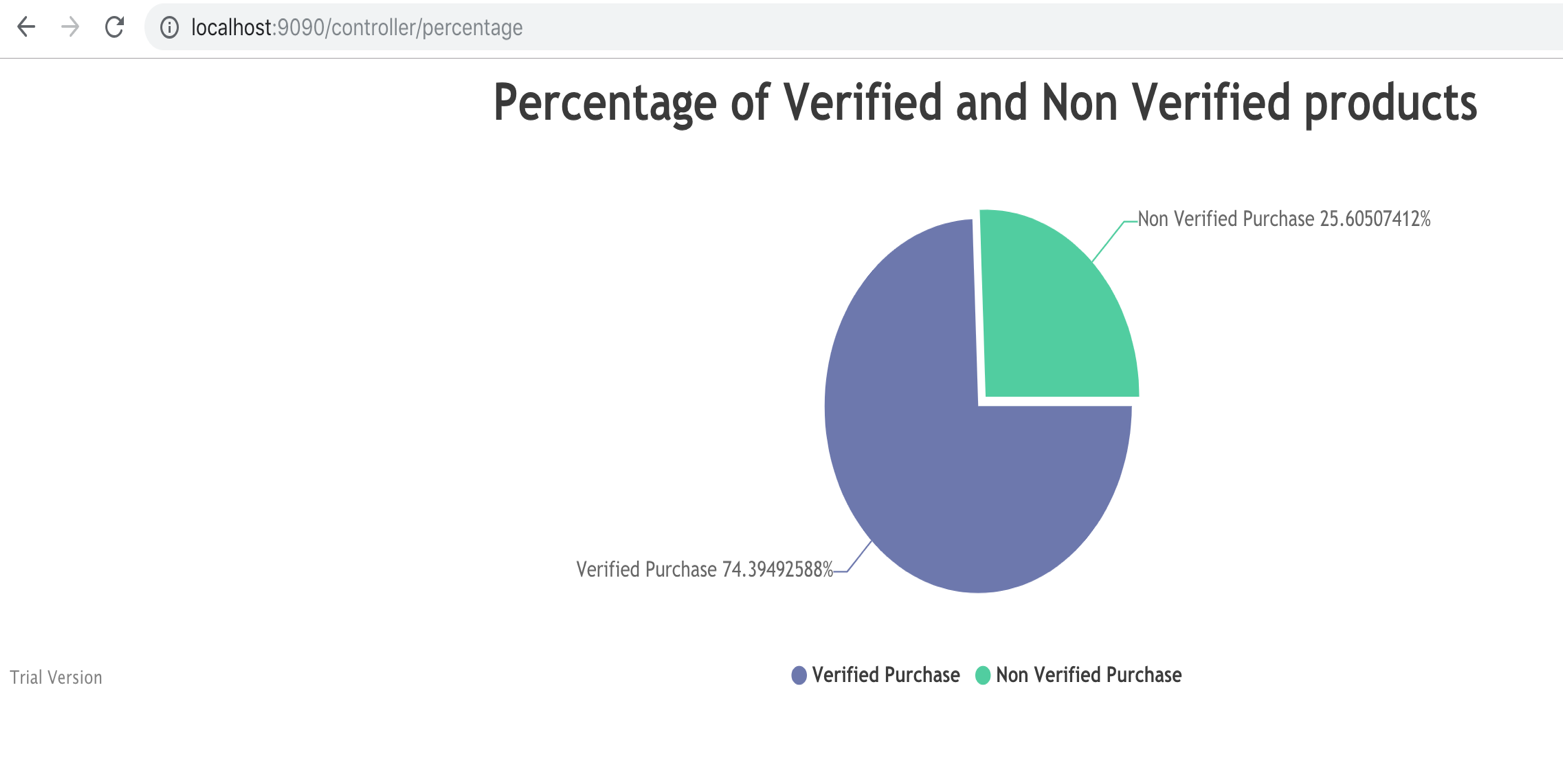 localhost:9090/controller/percentage
Percentage of Verified and Non Verified products
Non Verified Purchase 25.60507412%
Verified Purchase 74.39492588%
Verified Purchase Non Verified Purchase
Trial Version